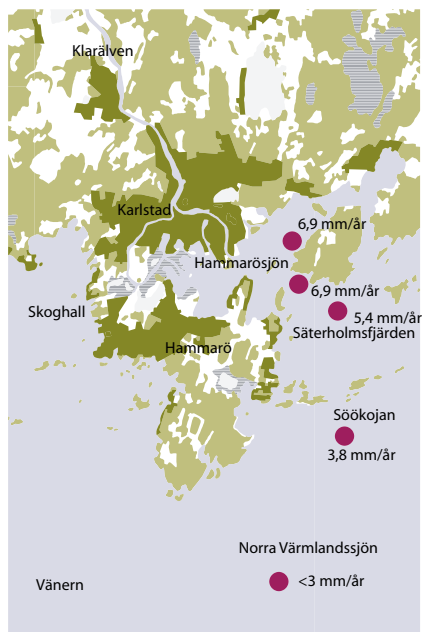 Klarälven
Karlstad
6,9 mm/år
Hammarösjön
6,9 mm/år
Skoghall
5,4 mm/år
Säterholmsfjärden
Hammarö
Söökojan
3,8 mm/år
Norra Värmlandssjön
Vänern
<3 mm/år